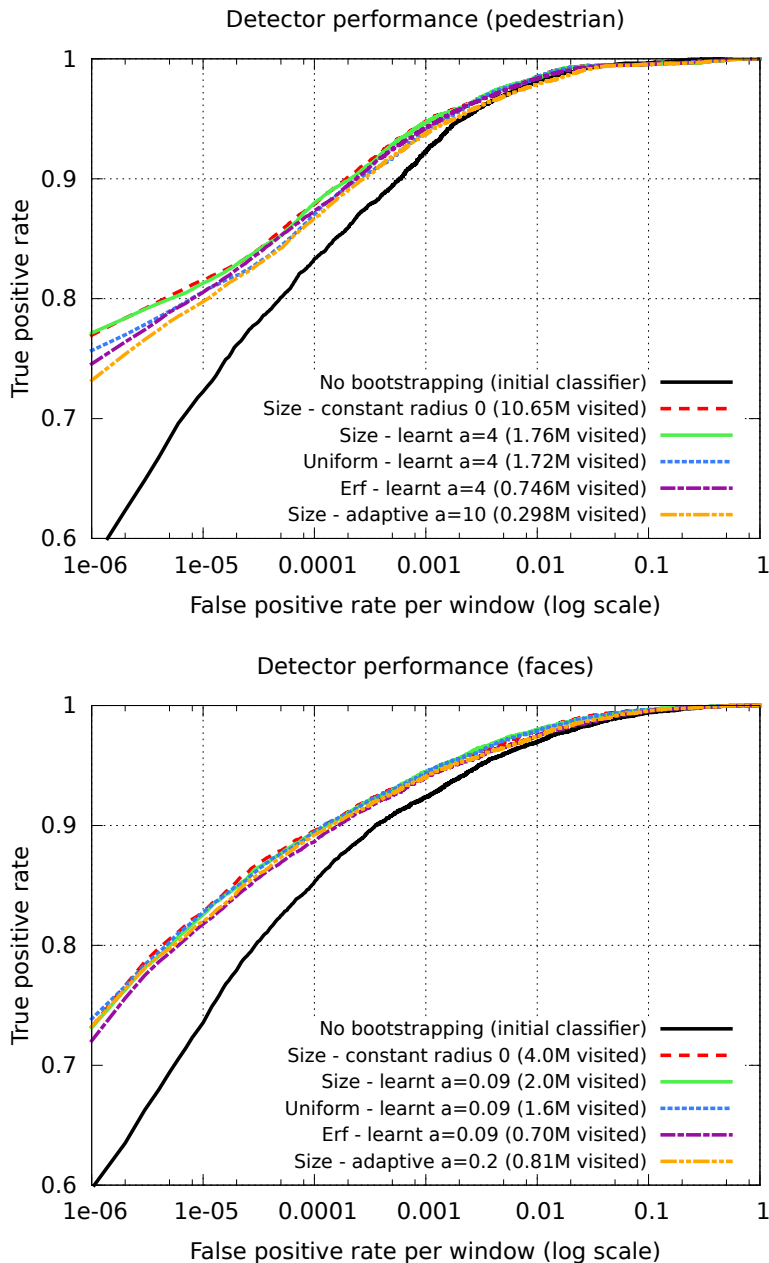 Detector performance (pedestrian)
1
0.9
0.8
0.7
0.6
True positive rate
No bootstrapping (initial classifier)
Size - constant radius 0 (10.65M visited)
Size - learnt a=4 (1.76M visited)
Uniform - learnt a=4 (1.72M visited)
Erf - learnt a=4 (0.746M visited)
Size - adaptive a=10 (0.298M visited)
1e-06 1e-05 0.0001 0.001 0.01 0.1 1
False positive rate per window (log scale)
Detector performance (faces)
1
0.9
0.8
0.7
0.6
True positive rate
No bootstrapping (initial classifier)
Size - constant radius 0 (4.0M visited)
Size - learnt a=0.09 (2.0M visited)
Uniform - learnt a=0.09 (1.6M visited)
Erf - learnt a=0.09 (0.70M visited)
Size - adaptive a=0.2 (0.81M visited)
1e-06 1e-05 0.0001 0.001 0.01 0.1 1
False positive rate per window (log scale)